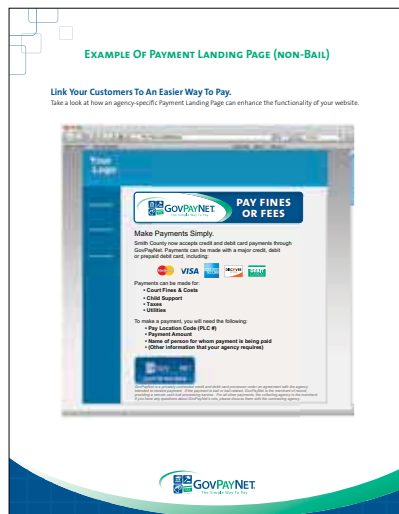 Example Of Payment Landing Page (non-Bail)
Link Your Customers To An Easier Way To Pay.
Take a look at how an agency-specific Payment Landing Page can enhance the functionality of your website.
Your
Logo
GovPayNet
The Simple Way To Pay
PAY FINES
OR FEES
Make Payments Simply.
Smith County now accepts credit and debit card payments through
GovPayNet. Payments can be made with a major credit, debit
or prepaid debit card, including:
VISA
Payments can be made for:
• Court Fines & Costs
• Child Support
• Taxes
• Utilities
To make a payment, you will need the following:
• Pay Location Code (PLC #)
• Payment Amount
• Name of person for whom payment is being paid
• (Other information that your agency requires)
GovPayNet
The Simple Way To Pay